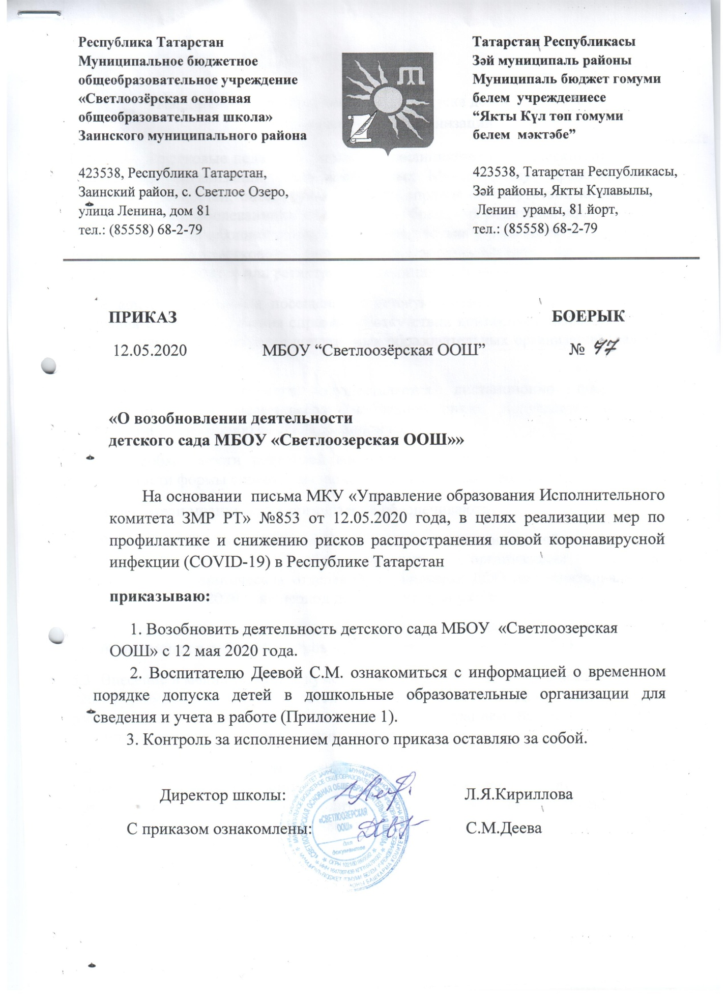 Республика Татарстан
Муниципальное бюджетное
общеобразовательное учреждение
«Светлоозёрская основная
общеобразовательная школа»
Заинского муниципального района
423538, Республика Татарстан,
Заинский район, с. Светлое Озеро,
улица Ленина, дом 81
тел.: (85558) 68-2-79
Татарстан Республикасы
Зәй муниципаль районы
Муниципаль бюджет гомуми
белем учреждениесе
“Якты Күл төп гомуми
белем мәктәбе”
423538, Татарстан Республикасы,
Зәй районы, Якты Күлавылы,
Ленин урамы, 81 йорт,
тел.: (85558) 68-2-79
ПРИКАЗ БОЕРЫК
12.05.2020 МБОУ “Светлоозёрская ООШ” №
«О возобновлении деятельности
детского сада МБОУ «Светлоозерская ООШ»»
На основании письма МКУ «Управление образования Исполнительного
комитета ЗМР РТ» №853 от 12.05.2020 года, в целях реализации мер по
профилактике и снижению рисков распространения новой коронавирусной
инфекции (COVID-19) в Республике Татарстан
приказываю:
1. Возобновить деятельность детского сада МБОУ «Светлоозерская
ООШ» с 12 мая 2020 года.
2. Воспитателю Деевой С.М. ознакомиться с информацией о временном
порядке допуска детей в дошкольные образовательные организации для
сведения и учета в работе (Приложение 1).
3. Контроль за исполнением данного приказа оставляю за собой.
Директор школы: Л.Я.Кириллова
С приказом ознакомлены: С.М.Деева
«СВЕТЛООЗЕРСКАЯ
ООШ»
для
документов